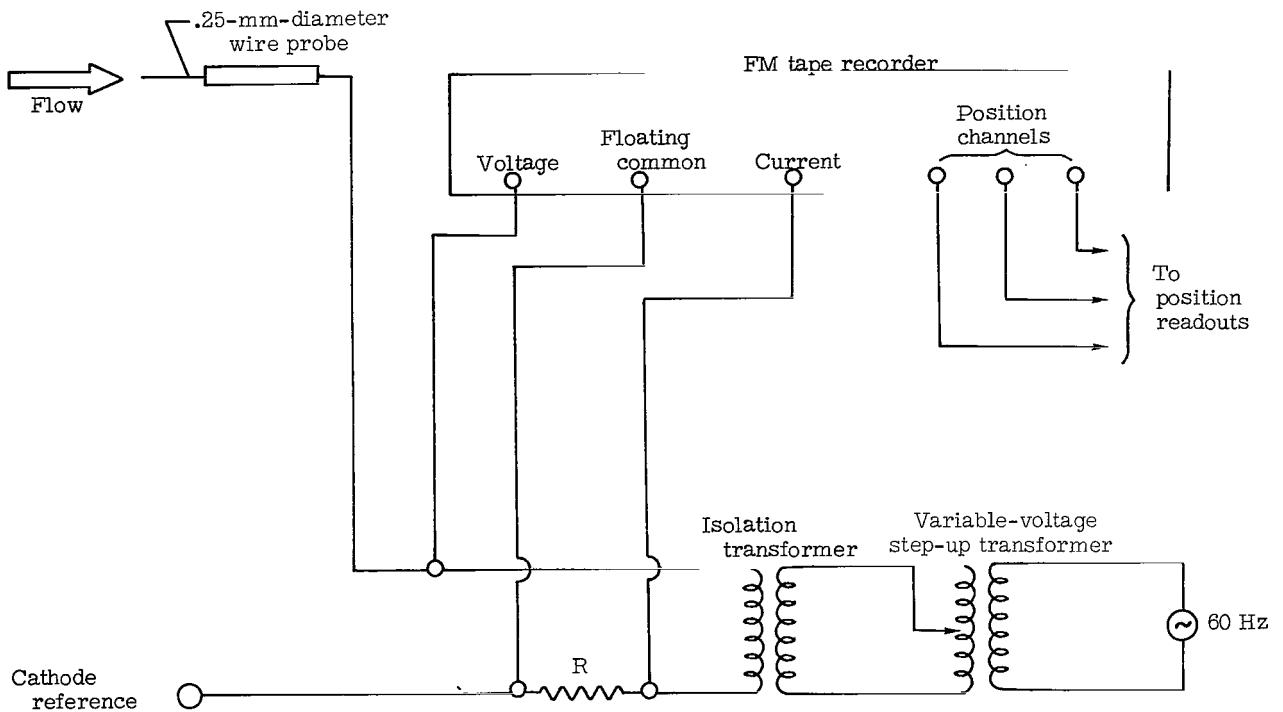 .25-mm-diameter
wire probe
Flow
FM tape recorder
Position
channels
Voltage
Floating
common
Current
To
position
readouts
Isolation
transformer
Variable-voltage
step-up transformer
60 Hz
R
Cathode
reference